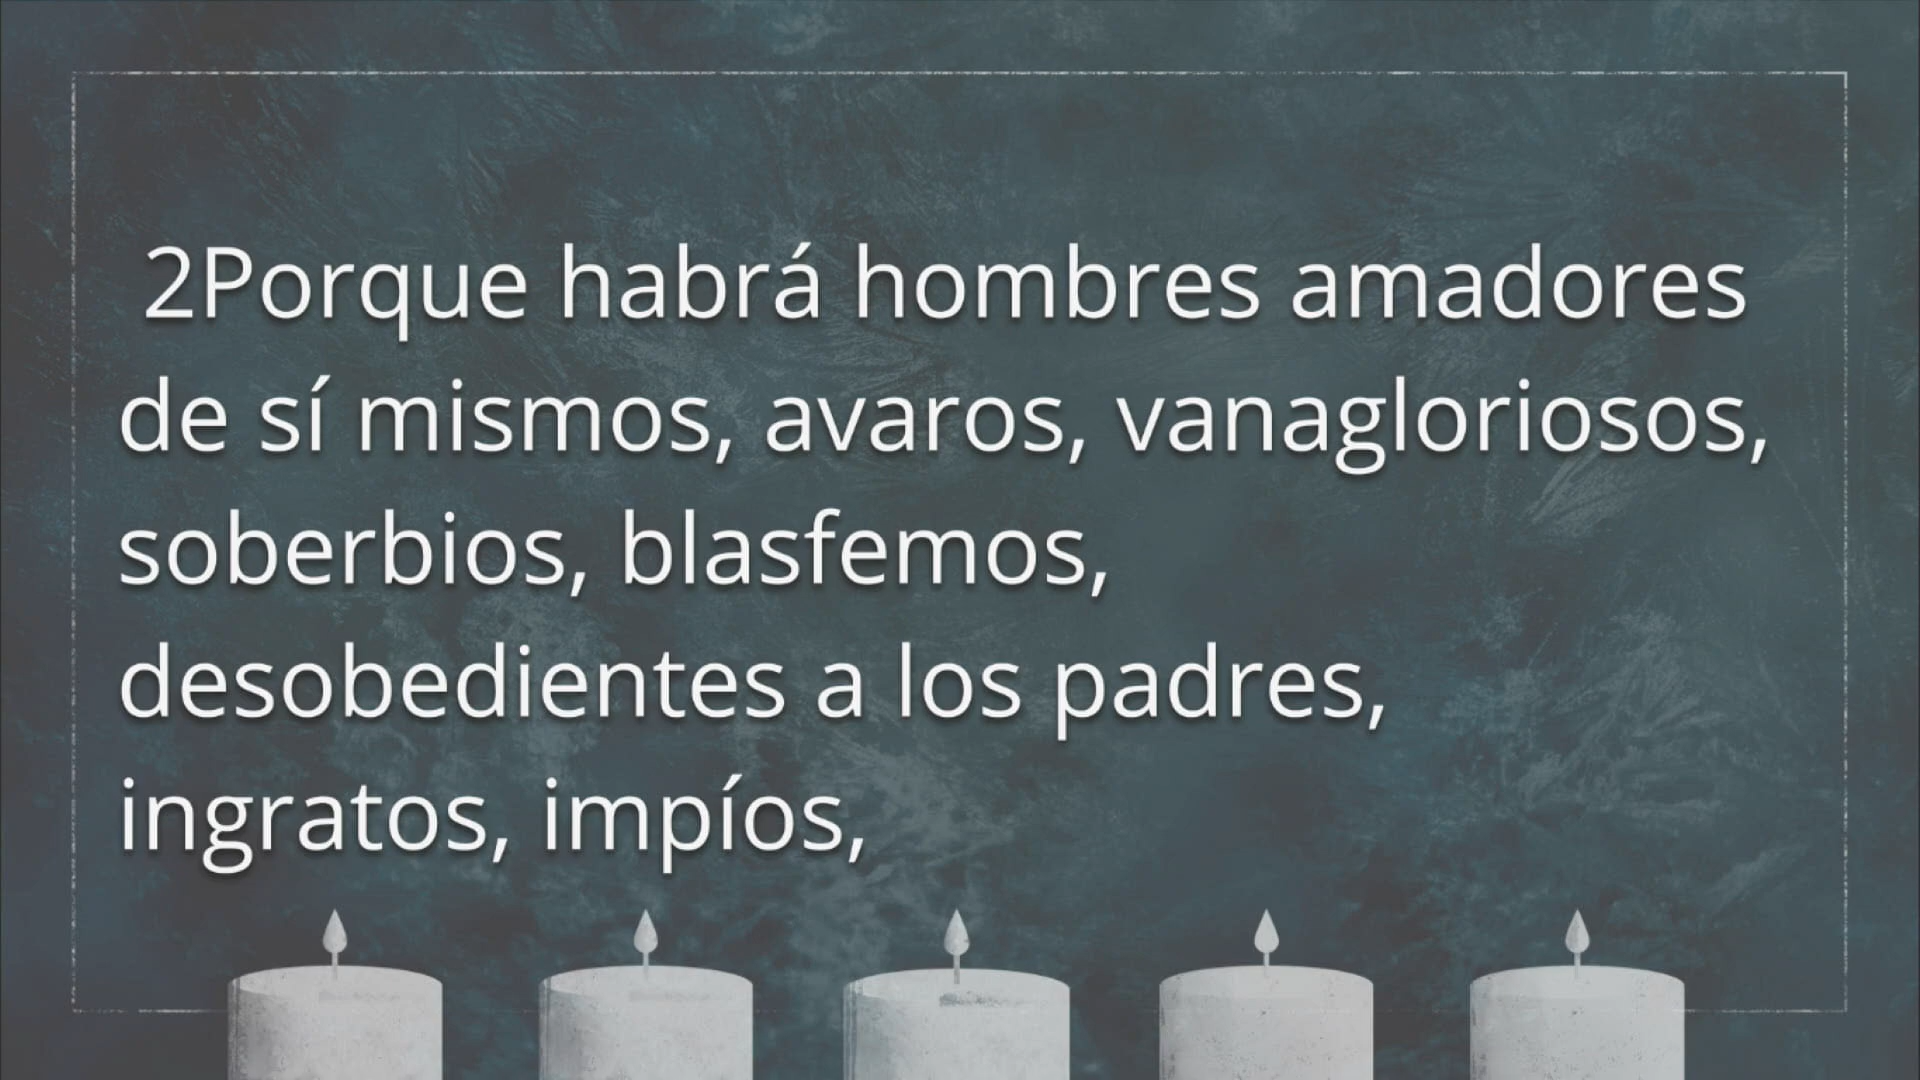 2Porque habrá hombres amadores
de sí mismos, avaros, vanagloriosos,
soberbios, blasfemos,
desobedientes a los padres,
ingratos, impíos,